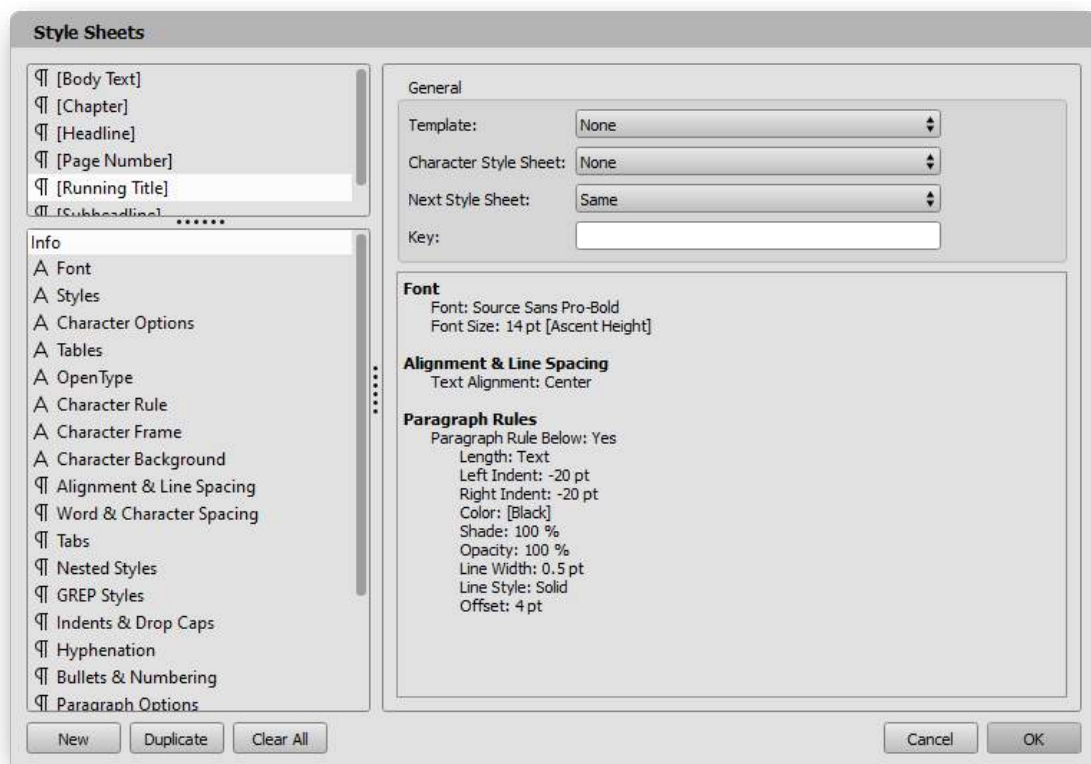 Style Sheets
[Body Text]
[Chapter]
[Headline]
[Page Number]
[Running Title]
[Subheadline]
Info
A Font
A Styles
A Character Options
A Tables
A OpenType
A Character Rule
A Character Frame
A Character Background
¶ Alignment & Line Spacing
¶ Word & Character Spacing
¶ Tabs
¶ Nested Styles
¶ GREP Styles
¶ Indents & Drop Caps
¶ Hyphenation
¶ Bullets & Numbering
¶ Paragraph Options
New Duplicate Clear All
General
Template: None
Character Style Sheet: None
Next Style Sheet: Same
Key:
Font
Font: Source Sans Pro-Bold
Font Size: 14 pt [Ascent Height]
Alignment & Line Spacing
Text Alignment: Center
Paragraph Rules
Paragraph Rule Below: Yes
Length: Text
Left Indent: -20 pt
Right Indent: -20 pt
Color: [Black]
Shade: 100 %
Opacity: 100 %
Line Width: 0.5 pt
Line Style: Solid
Offset: 4 pt
Cancel OK